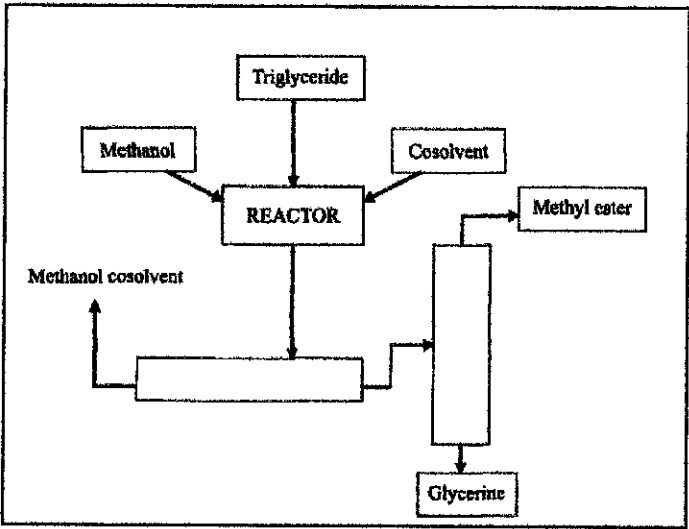 Triglyceride
Methanol
Cosolvent
REACTOR
Methyl ester
Methanol cosolvent
Glycerine